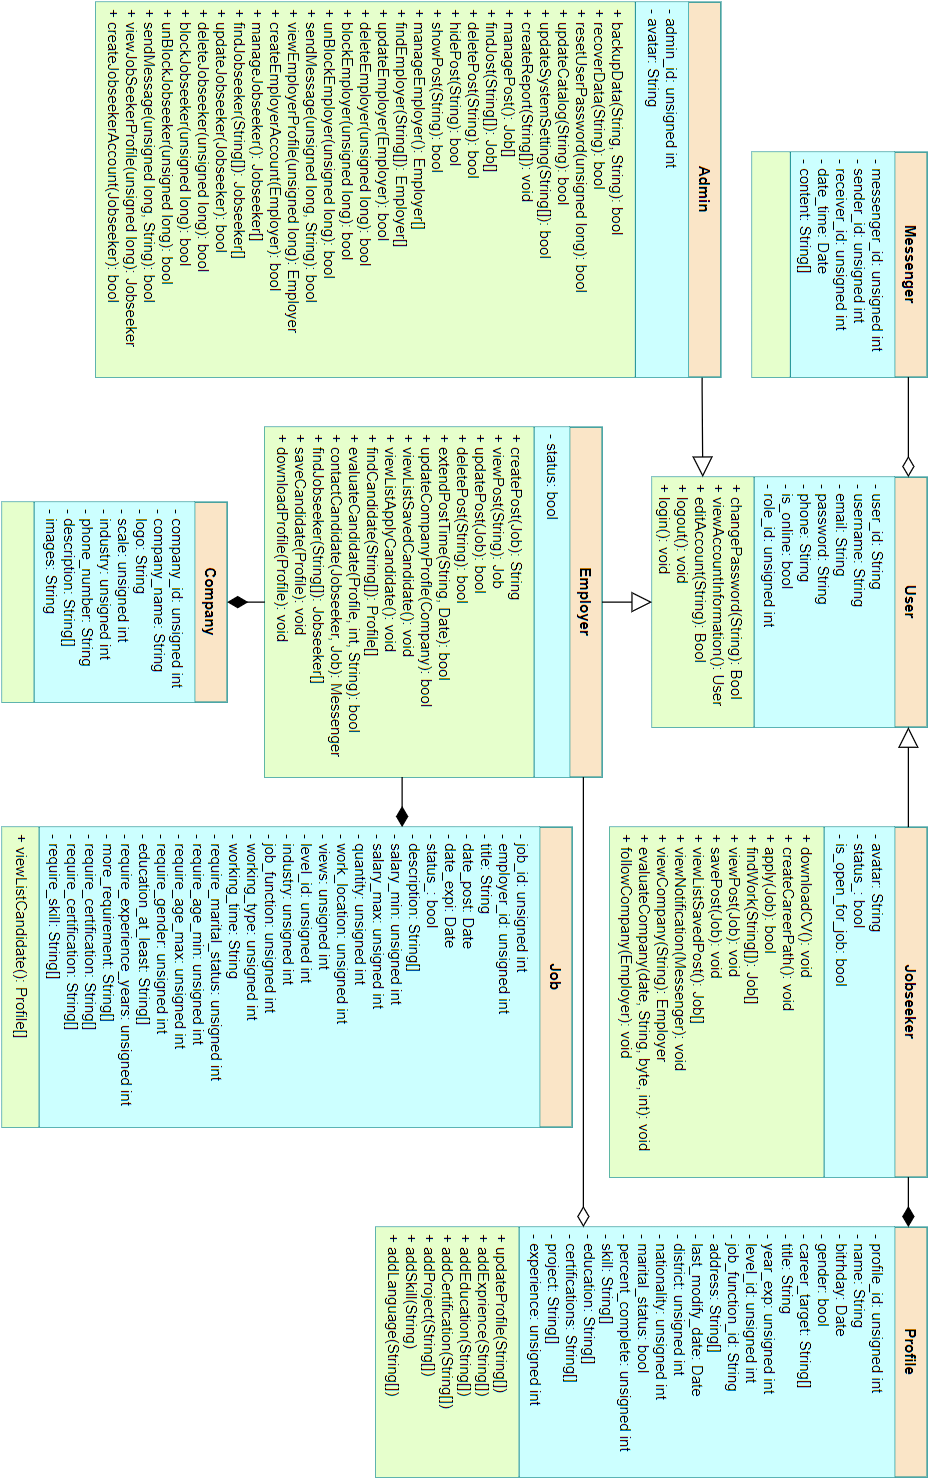 Messenger
- messenger_id: unsigned int
- sender_id: unsigned int
- receiver_id: unsigned int
- date_time: Date
- content: String[]
User
- user_id: String
- username: String
- email: String
- password: String
- phone: Stirng
- is_online: bool
- role_id: unsigned int
+ changePassword(String): Bool
+ viewAccountInformation(): User
+ editAccount(String): Bool
+ logout(): void
+ login(): void
Jobseeker
- avatar: String
- status_: bool
- is_open_for_job: bool
+ downloadCV(): void
+ createCareerPath(): void
+ apply(Job): bool
+ findWork(String[]): Job[]
+ viewPost(Job): void
+ savePost(Job): void
+ viewListSavedPost(): Job[]
+ viewNotification(Messenger): void
+ viewCompany(String): Employer
+ evaluateCompany(date, String, byte, int): void
+ followCompany(Employer): void
Profile
- profile_id: unsigned int
- name: String
- bitrhday: Date
- gender: bool
- career_target: String[]
- title: String
- year_exp: unsigned int
- level_id: unsigned int
- job_function_id: String
- address: String[]
- last_modify_date: Date
- district: unsigned int
- nationality: unsigned int
- marital_status: bool
- percent_complete: unsigned int
- skill: String[]
- education: String[]
- certifications: String[]
- project: String[]
- experience: unsigned int
+ updateProfile(String[])
+ addExprience(String[])
+ addEducation(String[])
+ addCertification(String[])
+ addProject(String[])
+ addSkill(String)
+ addLanguage(String[])
Admin
- admin_id: unsigned int
- avatar: String
+ backupData(String, String): bool
+ recoverData(String): bool
+ resetUserPassword(unsigned long): bool
+ updateCatalog(String): bool
+ updateSystemSetting(String[]): bool
+ createReport(String[]): void
+ managePost(): Job[]
+ findJost(String[]): Job[]
+ deletePost(String): bool
+ hidePost(String): bool
+ showPost(String): bool
+ manageEmployer(): Employer[]
+ findEmployer(String[]): Employer[]
+ updateEmployer(Employer): bool
+ deleteEmployer(unsigned long): bool
+ blockEmployer(unsigned long): bool
+ unBlockEmployer(unsigned long): bool
+ sendMessage(unsigned long, String): bool
+ viewEmployerProfile(unsigned long): Employer
+ createEmployerAccount(Employer): bool
+ manageJobseeker(): Jobseeker[]
+ findJobseeker(String[]): Jobseeker[]
+ updateJobseeker(Jobseeker): bool
+ deleteJobseeker(unsigned long): bool
+ blockJobseeker(unsigned long): bool
+ unBlockJobseeker(unsigned long): bool
+ sendMessage(unsigned long, String): bool
+ viewJobSeekerProfile(unsigned long): Jobseeker
+ createJobseekerAccount(Jobseeker): bool
Employer
- status: bool
+ createPost(Job): String
+ viewPost(String): Job
+ updatePost(Job): bool
+ deletePost(String): bool
+ extendPostTime(String, Date): bool
+ updateCompanyProfile(Company): bool
+ viewListSavedCandidate(): void
+ viewListApplyCandidate(): void
+ findCandidate(String[]): Profile[]
+ evaluateCandidate(Profile, int, String): bool
+ contactCandidate(Jobseeker, Job): Messenger
+ findJobseeker(String[]): Jobseeker[]
+ saveCandidate(Profile): void
+ downloadProfile(Profile): void
Job
- job_id: unsigned int
- employer_id: unsigned int
- title: String
- date_post: Date
- date_expi: Date
- status_: bool
- description: String[]
- salary_min: unsigned int
- salary_max: unsigned int
- quantity: unsigned int
- work_location: unsigned int
- views: unsigned int
- level_id: unsigned int
- industry: unsigned int
- job_function: unsigned int
- working_type: unsigned int
- working_time: String
- require_marital_status: unsigned int
- require_age_min: unsigned int
- require_age_max: unsigned int
- require_gender: unsigned int
- education_at_least: String[]
- require_experience_years: unsigned int
- more_requirement: String[]
- require_certification: String[]
- require_certification: String[]
- require_skill: String[]
+ viewListCandidate(): Profile[]
Company
- company_id: unsigned int
- company_name: String
- logo: String
- scale: unsigned int
- industry: unsigned int
- phone_number: String
- description: String[]
- images: String